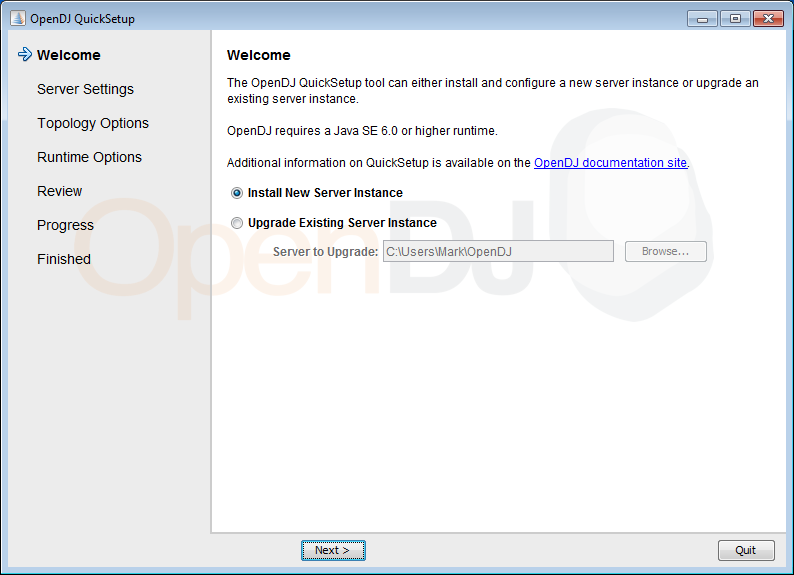 OpenDJ QuickSetup
Welcome
Server Settings
Topology Options
Runtime Options
Review
Progress
Finished
Welcome
The OpenDJ QuickSetup tool can either install and configure a new server instance or upgrade an
existing server instance.
OpenDJ requires a Java SE 6.0 or higher runtime.
Additional information on QuickSetup is available on the OpenDJ documentation site.
Install New Server Instance
Upgrade Existing Server Instance
Server to Upgrade: C:\Users\Mark\OpenDJ Browse...
OpenDJ
Next > Quit